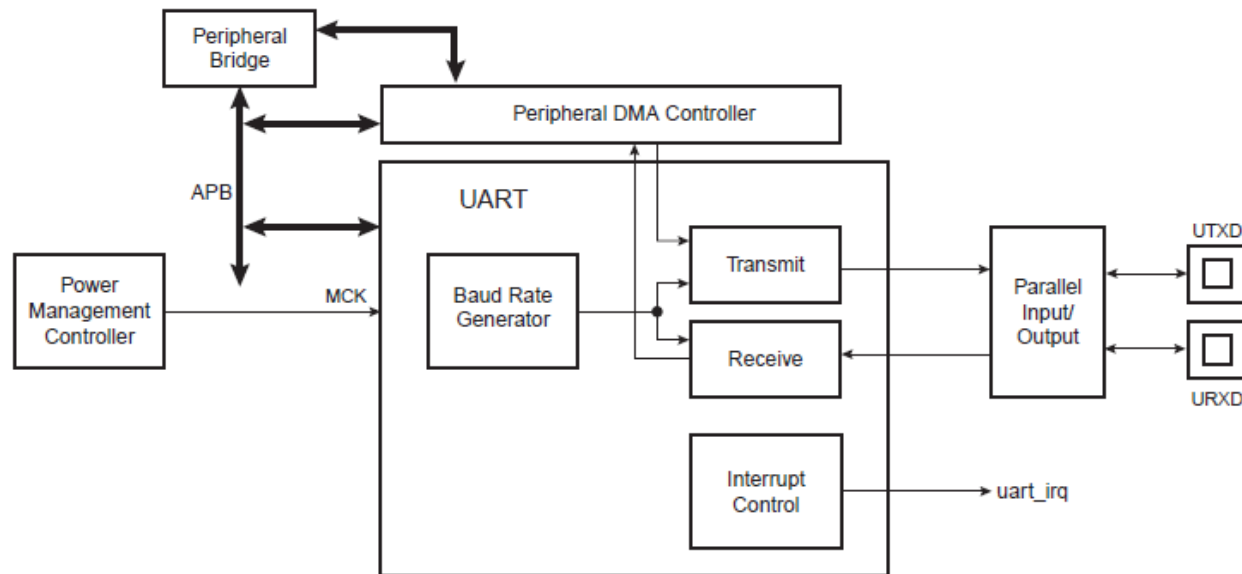 Peripheral
Bridge
Peripheral DMA Controller
APB
UART
Power
Management
Controller
MCK
Baud Rate
Generator
Transmit
Receive
Interrupt
Control
uart_irq
Parallel
Input/
Output
UTXD
URXD